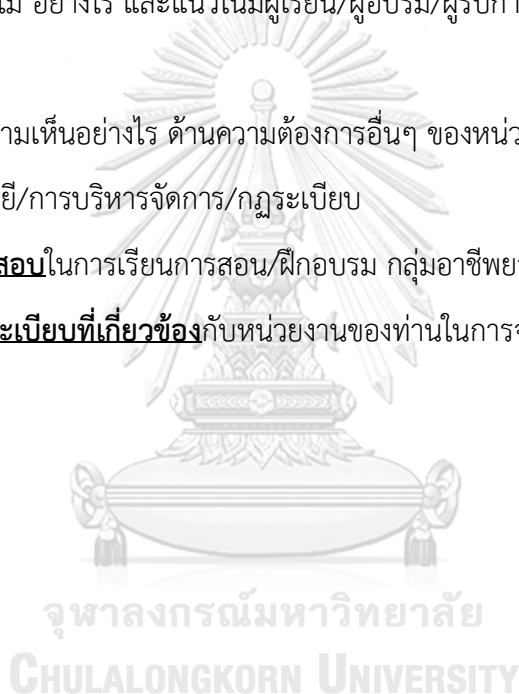 อย่างไร และแนวโน้มผู้เรียน/ผู้อบรม/ผู้รับกา
ามเห็นอย่างไร ด้านความต้องการอื่นๆ ของหน่ว
ยี/การบริหารจัดการ/กฎระเบียบ
สอบในการเรียนการสอน/ฝึกอบรม กลุ่มอาชีพย
ะเบียบที่เกี่ยวข้องกับหน่วยงานของท่านในการจ
จุฬาลงกรณ์มหาวิทยาลัย
CHULALONGKORN UNIVERSITY